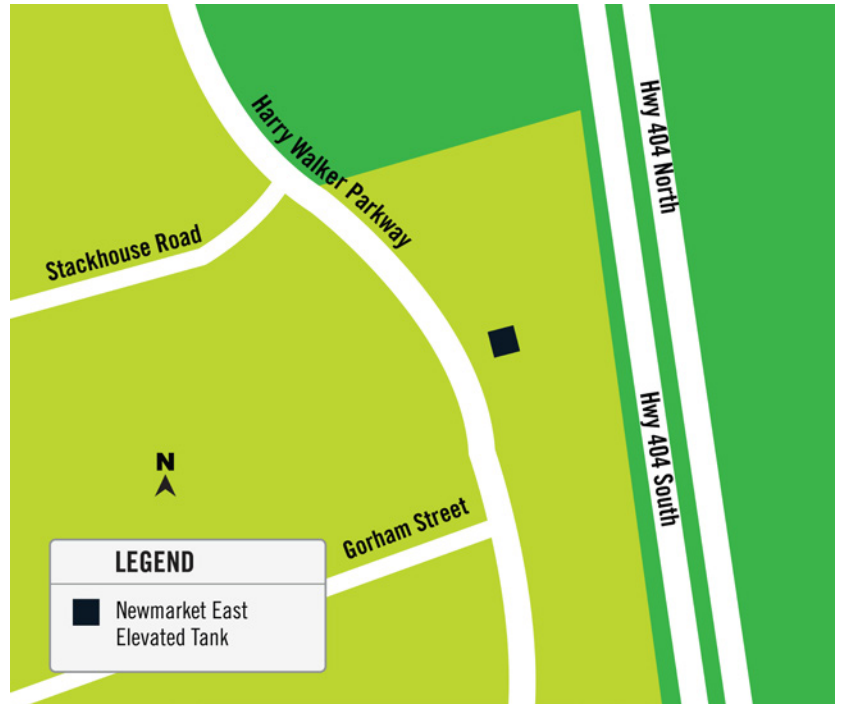 Harry Walker Parkway
Hwy 404 North
Stackhouse Road
Hwy 404 South
N
Gorham Street
LEGEND
Newmarket East
Elevated Tank